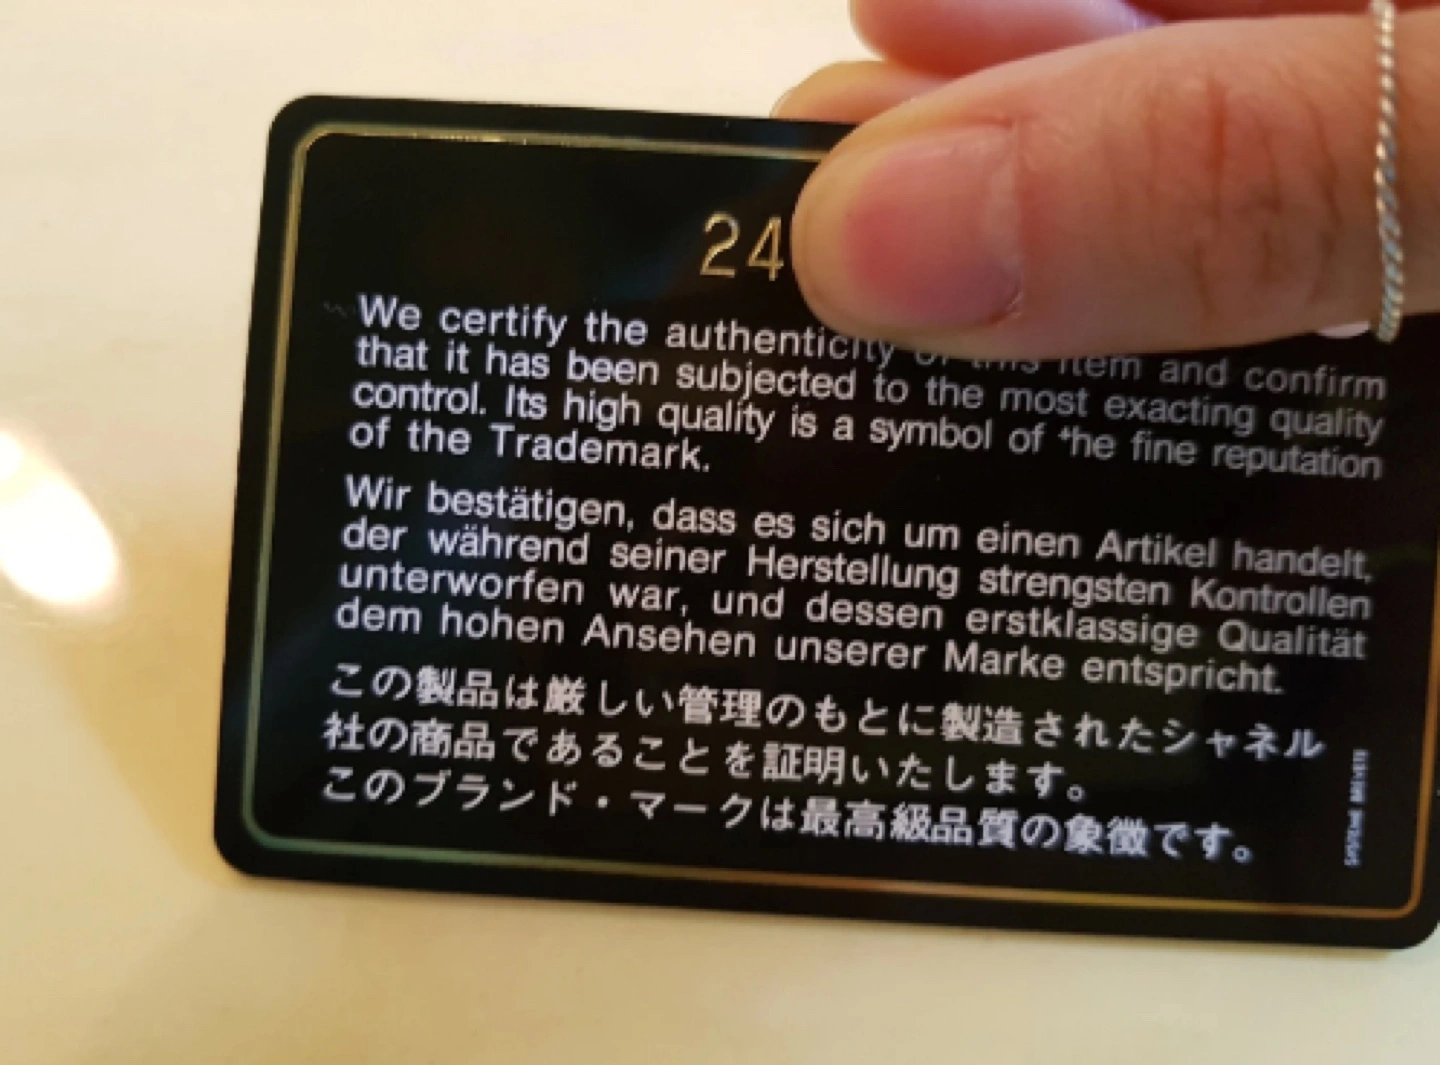 24
We certify the authenticity of this item and confirm
that it has been subjected to the most exacting quality
control. Its high quality is a symbol of the fine reputation
of the Trademark.
Wir bestätigen, dass es sich um einen Artikel handelt,
der während seiner Herstellung strengsten Kontrollen
unterworfen war, und dessen erstklassige Qualität
dem hohen Ansehen unserer Marke entspricht.
この製品は厳しい管理のもとに製造されたシャネル
社の商品であることを証明いたします。
このブランド・マークは最高級品質の象徴です。